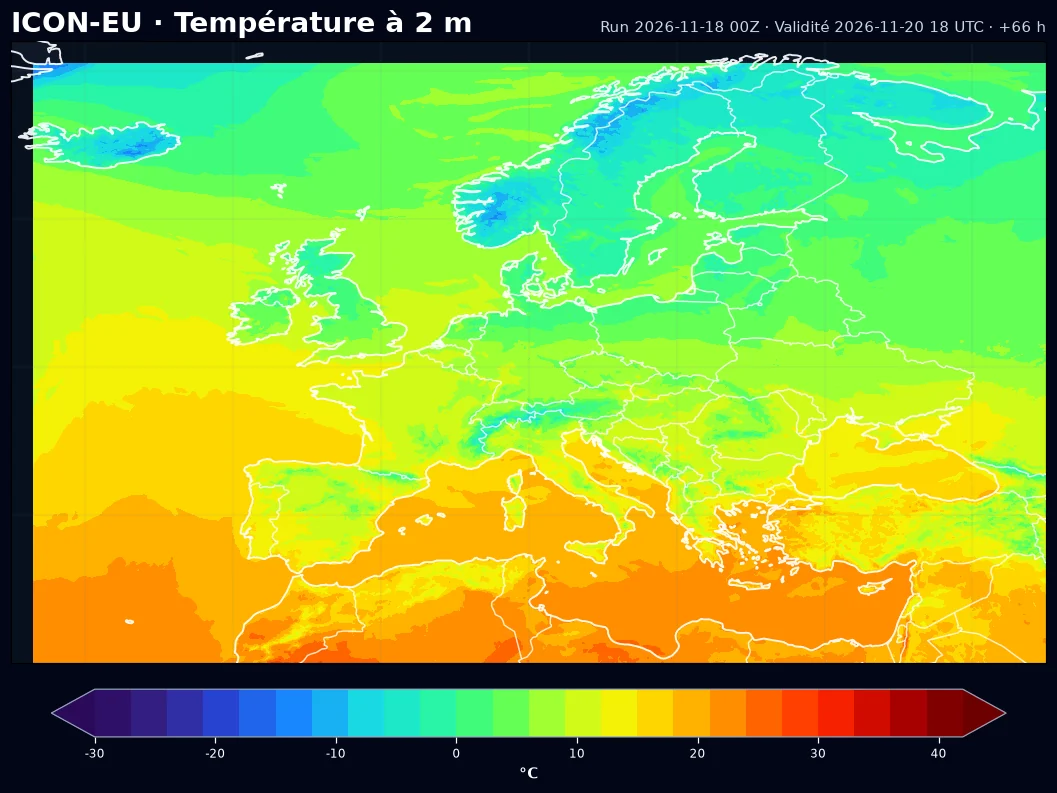 ICON-EU · Température à 2 m
Run 2026-11-18 00Z · Validité 2026-11-20 18 UTC · +66 h
-30 -20 -10 0 10 20 30 40
°C